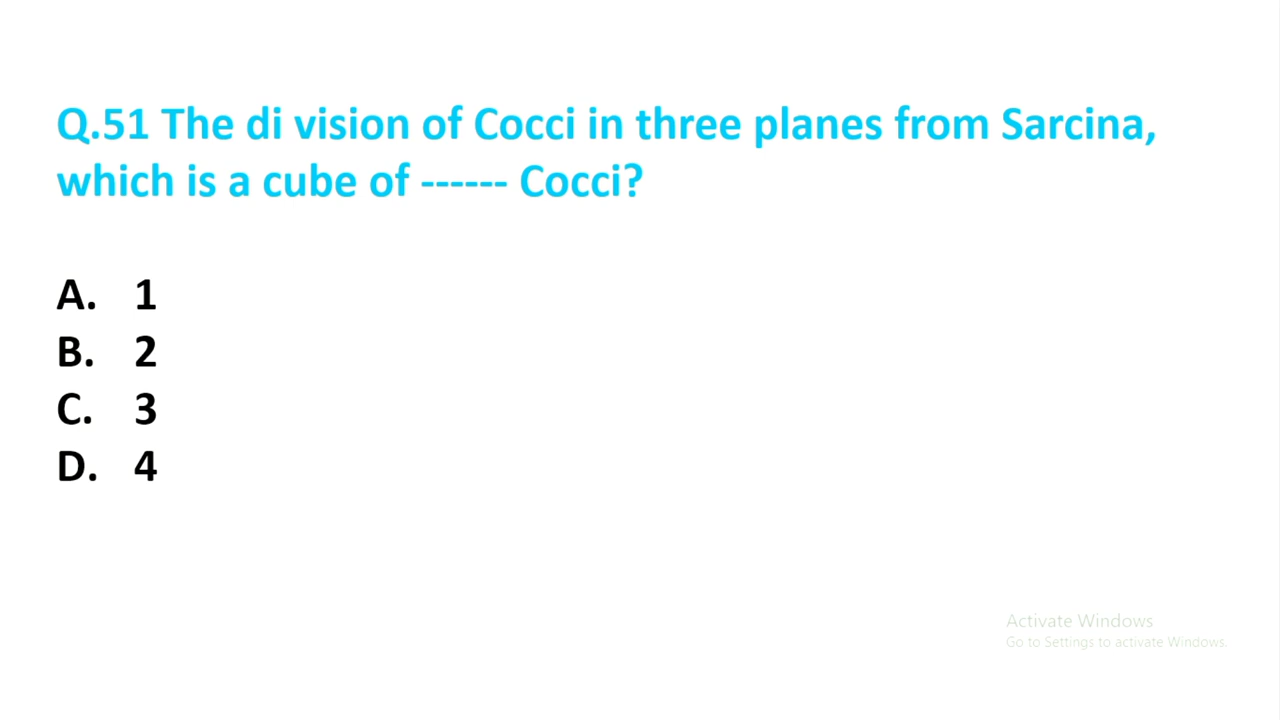 Q.51 The di vision of Cocci in three planes from Sarcina,
which is a cube of ------ Cocci?
A. 1
B. 2
C. 3
D. 4
Activate Windows
Go to Settings to activate Windows.